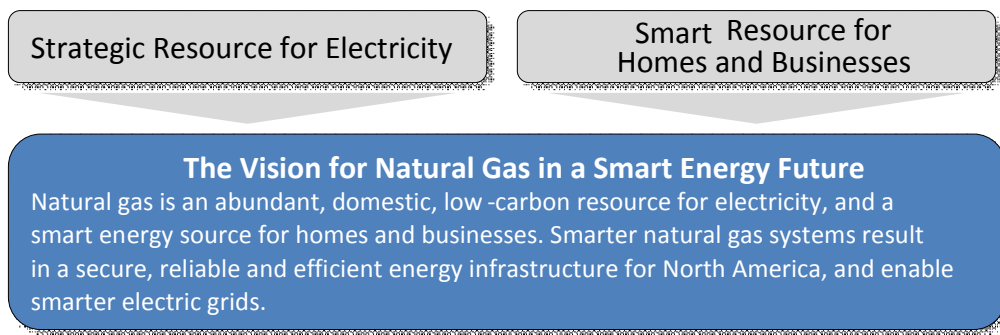 Strategic Resource for Electricity
Smart Resource for
Homes and Businesses
The Vision for Natural Gas in a Smart Energy Future
Natural gas is an abundant, domestic, low -carbon resource for electricity, and a
smart energy source for homes and businesses. Smarter natural gas systems result
in a secure, reliable and efficient energy infrastructure for North America, and enable
smarter electric grids.